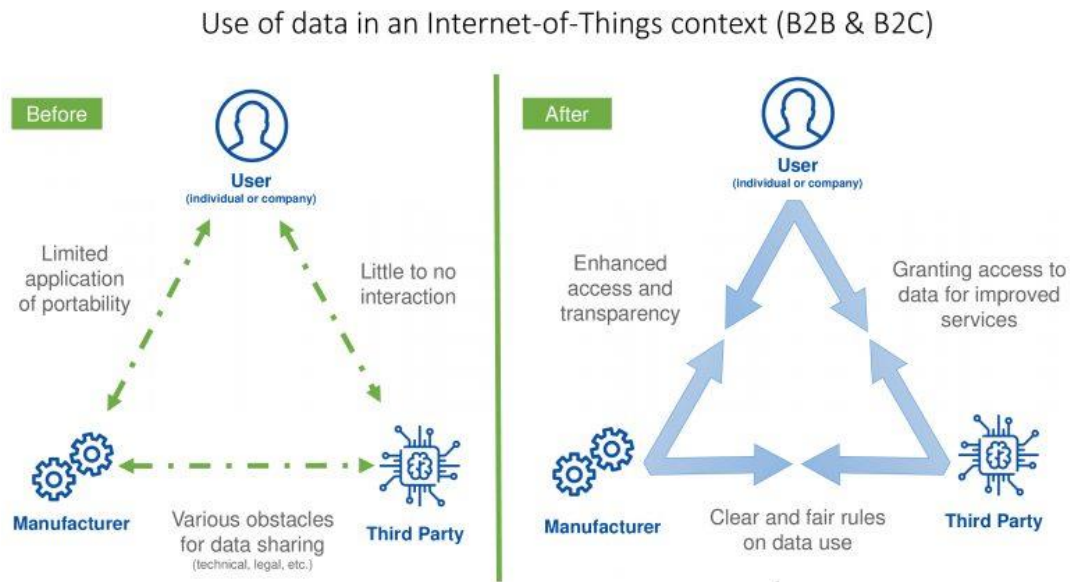 Use of data in an Internet-of-Things context (B2B & B2C)
Before
User
(individual or company)
Limited
application
of portability
Little to no
interaction
Manufacturer
Various obstacles
for data sharing
(technical, legal, etc.)
Third Party
After
User
(individual or company)
Enhanced
access and
transparency
Granting access to
data for improved
services
Manufacturer
Clear and fair rules
on data use
Third Party